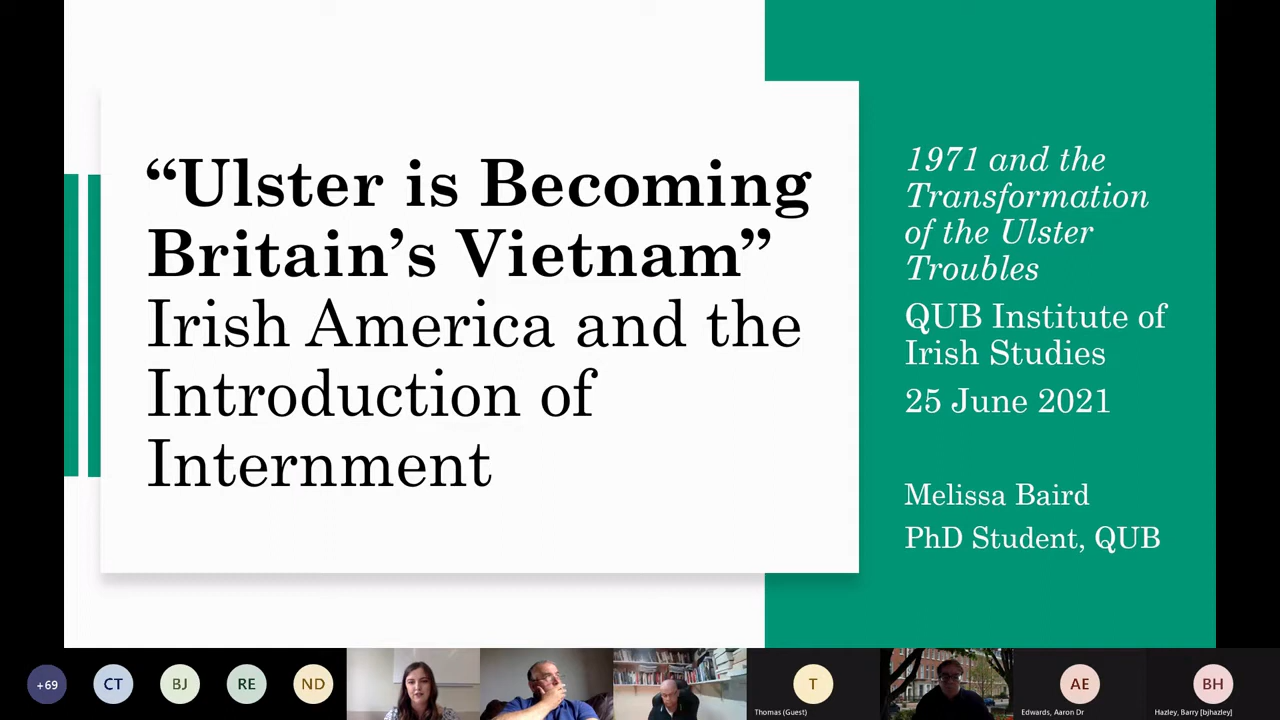 “Ulster is Becoming
Britain’s Vietnam”
Irish America and the
Introduction of
Internment
1971 and the
Transformation
of the Ulster
Troubles
QUB Institute of
Irish Studies
25 June 2021
Melissa Baird
PhD Student, QUB
+69
CT
BJ
RE
ND
T
Thomas (Guest)
AE
Edwards, Aaron Dr
BH
Hazley, Barry [bjhazley]